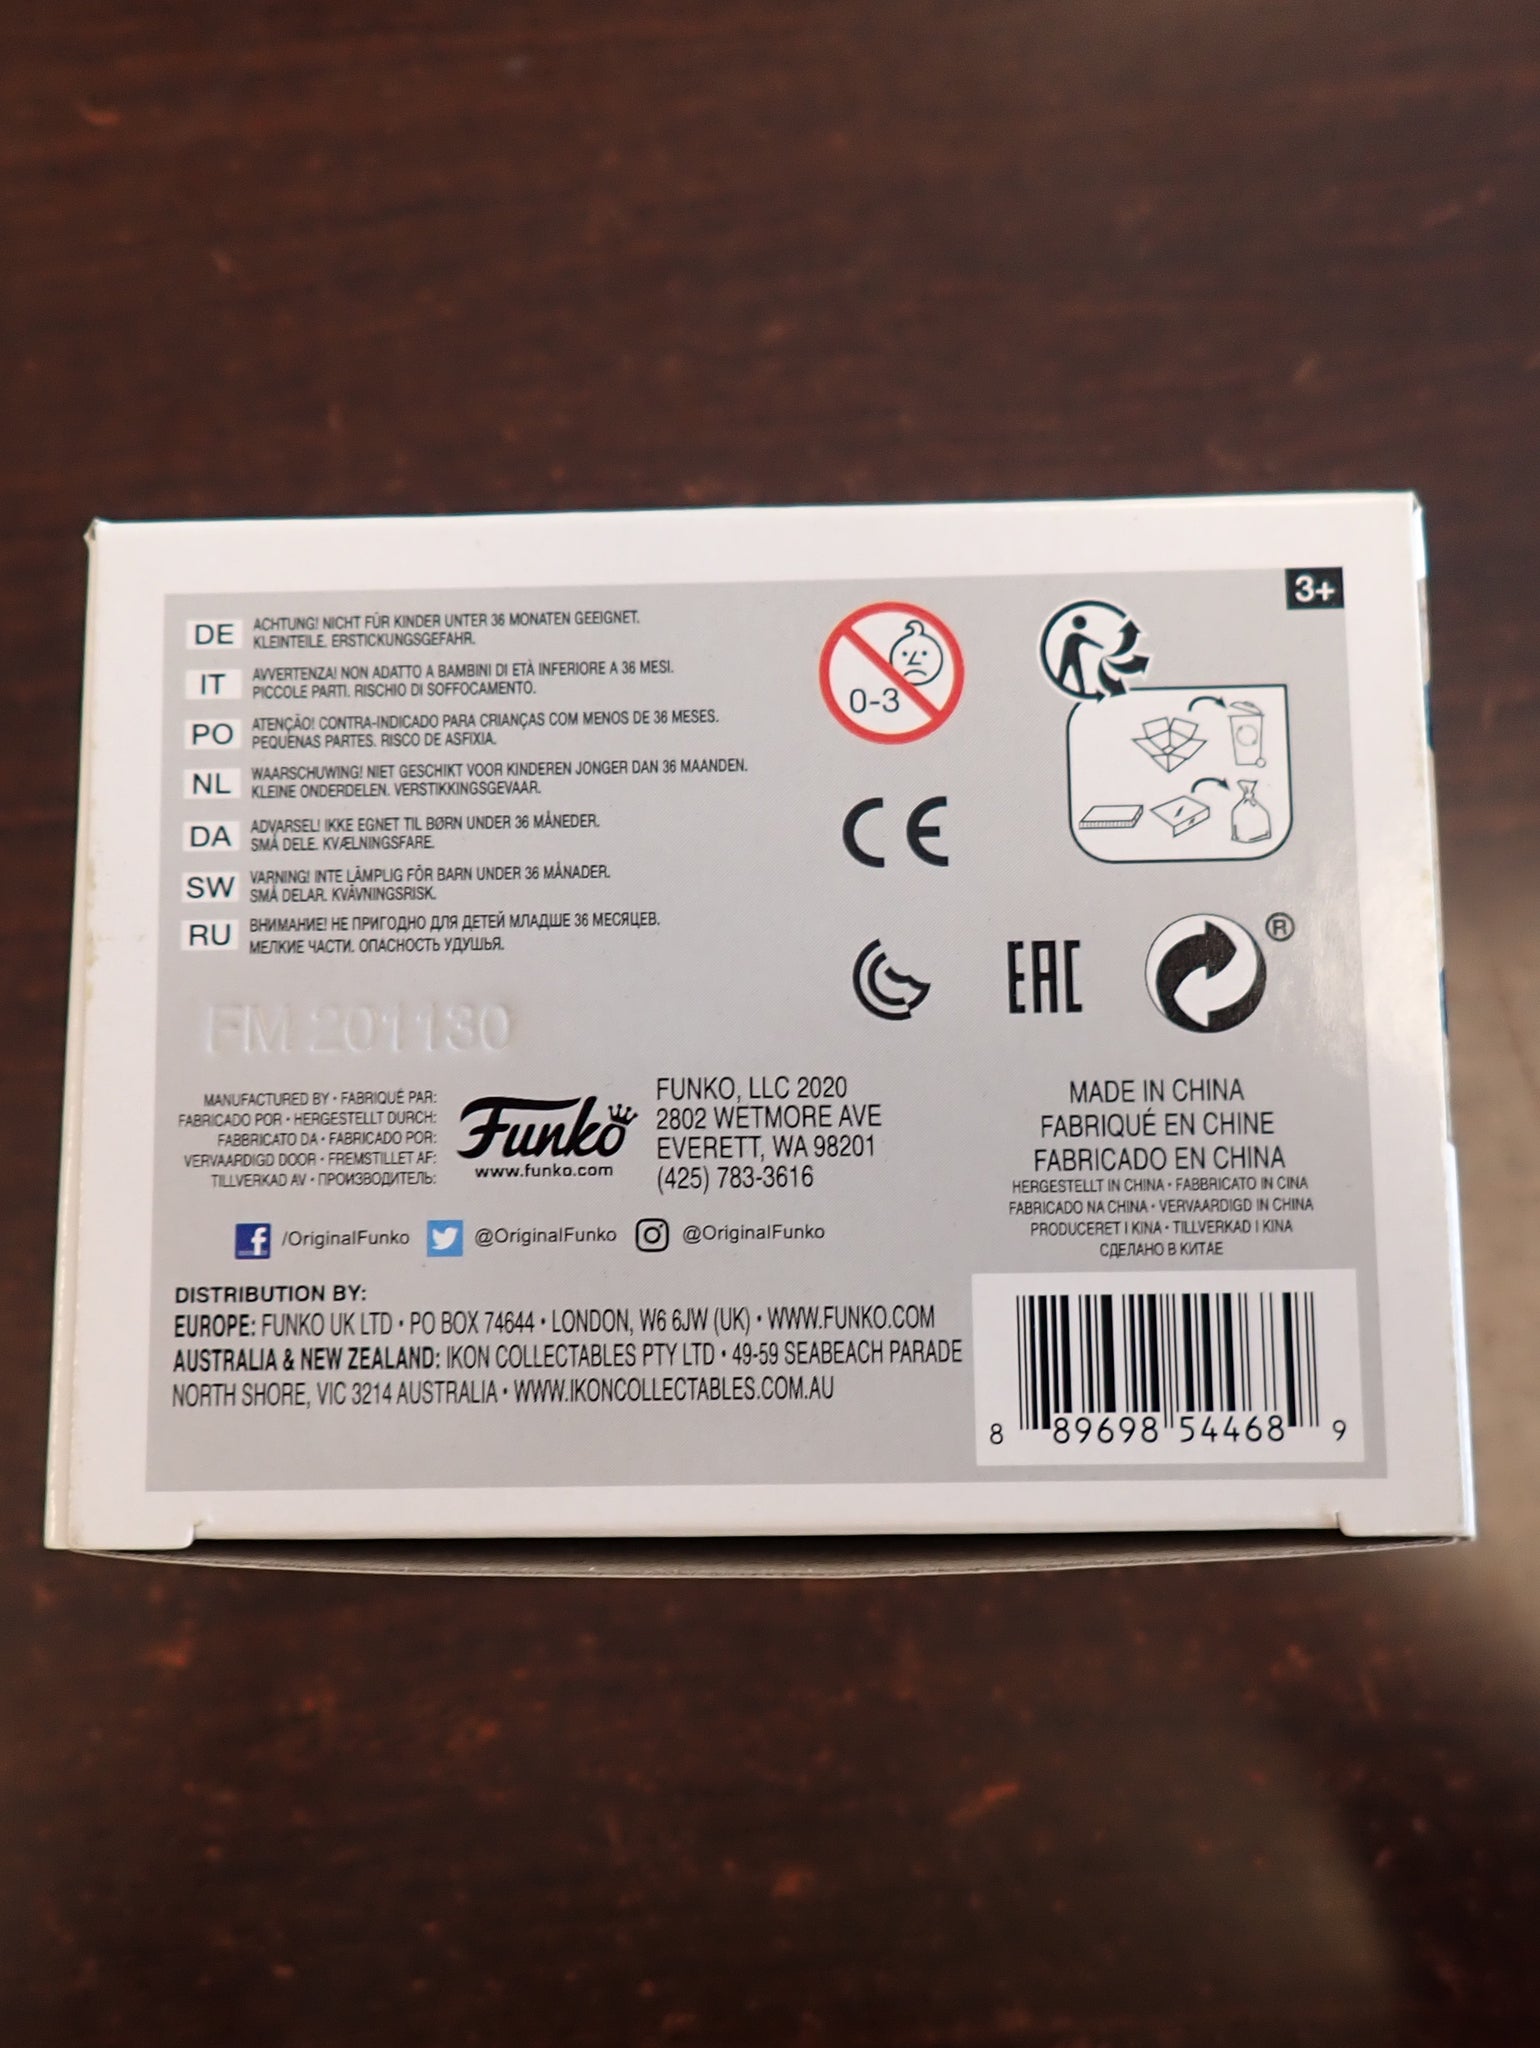 3+
DE ACHTUNG! NICHT FÜR KINDER UNTER 36 MONATEN GEEIGNET.
KLEINTEILE. ERSTICKUNGSGEFAHR.
IT AVVERTENZA! NON ADATTO A BAMBINI DI ETÀ INFERIORE A 36 MESI.
PICCOLE PARTI. RISCHIO DI SOFFOCAMENTO.
PO ATENÇÃO! CONTRA-INDICADO PARA CRIANÇAS COM MENOS DE 36 MESES.
PEQUENAS PARTES. RISCO DE ASFIXIA.
NL WAARSCHUWING! NIET GESCHIKT VOOR KINDEREN JONGER DAN 36 MAANDEN.
KLEINE ONDERDELEN. VERSTIKKINGSGEVAAR.
DA ADVARSEL! IKKE EGNET TIL BØRN UNDER 36 MÅNEDER.
SMÅ DELE. KVÆLNINGSFARE.
SW VARNING! INTE LÄMPLIG FÖR BARN UNDER 36 MÅNADER.
SMÅ DELAR. KVÄVNINGSRISK.
RU ВНИМАНИЕ! НЕ ПРИГОДНО ДЛЯ ДЕТЕЙ МЛАДШЕ 36 МЕСЯЦЕВ.
МЕЛКИЕ ЧАСТИ. ОПАСНОСТЬ УДУШЬЯ.
0-3
CE
EAC
®
FM 201130
MANUFACTURED BY • FABRIQUÉ PAR:
FABRICADO POR • HERGESTELLT DURCH:
FABBRICATO DA • FABRICADO POR:
VERVAARDIGD DOOR • FREMSTILLET AF:
TILLVERKAD AV • ПРОИЗВОДИТЕЛЬ:
Funko
www.funko.com
FUNKO, LLC 2020
2802 WETMORE AVE
EVERETT, WA 98201
(425) 783-3616
MADE IN CHINA
FABRIQUÉ EN CHINE
FABRICADO EN CHINA
HERGESTELLT IN CHINA • FABBRICATO IN CINA
FABRICADO NA CHINA • VERVAARDIGD IN CHINA
PRODUCERET I KINA • TILLVERKAD I KINA
СДЕЛАНО В КИТАЕ
/OriginalFunko @OriginalFunko @OriginalFunko
DISTRIBUTION BY:
EUROPE: FUNKO UK LTD • PO BOX 74644 • LONDON, W6 6JW (UK) • WWW.FUNKO.COM
AUSTRALIA & NEW ZEALAND: IKON COLLECTABLES PTY LTD • 49-59 SEABEACH PARADE
NORTH SHORE, VIC 3214 AUSTRALIA • WWW.IKONCOLLECTABLES.COM.AU
8 89698 54468 9